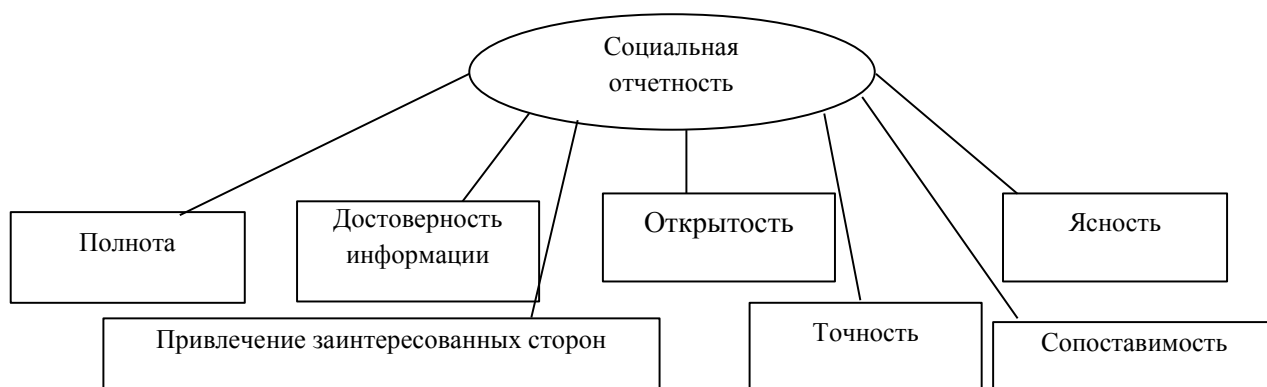 Социальная
отчетность
Полнота
Достоверность
информации
Открытость
Ясность
Привлечение заинтересованных сторон
Точность
Сопоставимость